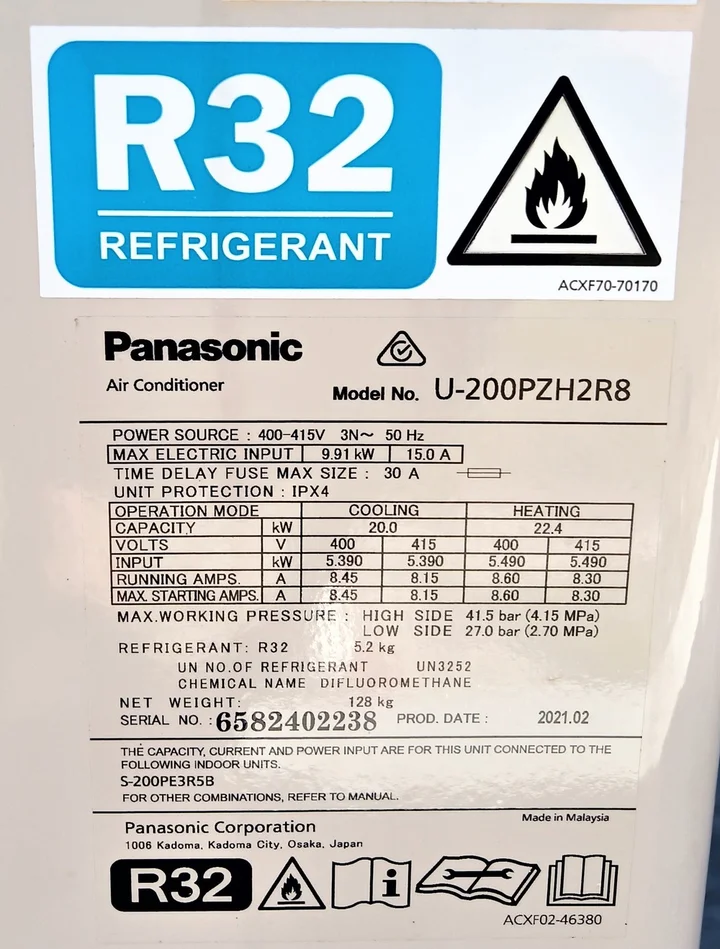 R32
REFRIGERANT
ACXF70-70170
Panasonic
Air Conditioner
Model No. U-200PZH2R8
POWER SOURCE : 400-415V 3N~ 50 Hz
MAX ELECTRIC INPUT 9.91 kW 15.0 A
TIME DELAY FUSE MAX SIZE : 30 A
UNIT PROTECTION : IPX4
OPERATION MODE COOLING HEATING
CAPACITY kW 20.0 22.4
VOLTS V 400 415 400 415
INPUT kW 5.390 5.390 5.490 5.490
RUNNING AMPS. A 8.45 8.15 8.60 8.30
MAX. STARTING AMPS. A 8.45 8.15 8.60 8.30
MAX.WORKING PRESSURE : HIGH SIDE 41.5 bar (4.15 MPa)
LOW SIDE 27.0 bar (2.70 MPa)
REFRIGERANT: R32 5.2 kg
UN NO.OF REFRIGERANT UN3252
CHEMICAL NAME DIFLUOROMETHANE
NET WEIGHT: 128 kg
SERIAL NO. : 6582402238 PROD. DATE : 2021.02
THE CAPACITY, CURRENT AND POWER INPUT ARE FOR THIS UNIT CONNECTED TO THE
FOLLOWING INDOOR UNITS.
S-200PE3R5B
FOR OTHER COMBINATIONS, REFER TO MANUAL.
Made in Malaysia
Panasonic Corporation
1006 Kadoma, Kadoma City, Osaka, Japan
R32
ACXF02-46380